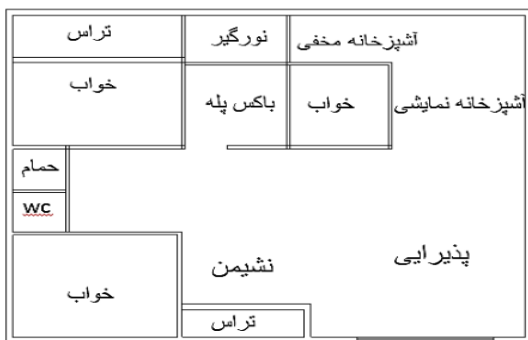 تراس
نورگیر
آشپزخانه مخفی
خواب
باکس پله
خواب
آشپزخانه نمایشی
حمام
wc
پذیرایی
نشیمن
خواب
تراس